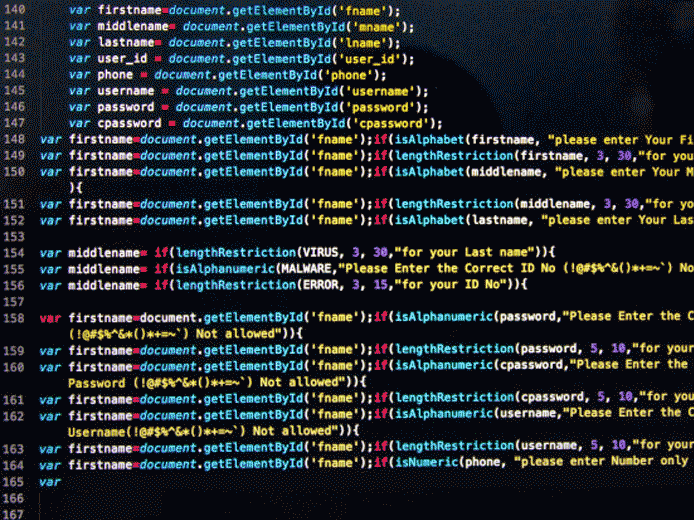 140 var firstname=document.getElementById('fname');
141 var middlename= document.getElementById('mname');
142 var lastname= document.getElementById('lname');
143 var user_id = document.getElementById('user_id');
144 var phone = document.getElementById('phone');
145 var username = document.getElementById('username');
146 var password = document.getElementById('password');
147 var cpassword = document.getElementById('cpassword');
148 var firstname=document.getElementById('fname');if(isAlphabet(firstname, "please enter Your Fi
149 var firstname=document.getElementById('fname');if(lengthRestriction(firstname, 3, 30,"for you
150 var firstname=document.getElementById('fname');if(isAlphabet(middlename, "please enter Your M
){
151 var firstname=document.getElementById('fname');if(lengthRestriction(middlename, 3, 30,"for yo
152 var firstname=document.getElementById('fname');if(isAlphabet(lastname, "please enter Your Las
153
154 var middlename= if(lengthRestriction(VIRUS, 3, 30,"for your Last name")){
155 var middlename= if(isAlphanumeric(MALWARE,"Please Enter the Correct ID No (!@#$%^&()*+=~`) No
156 var middlename= if(lengthRestriction(ERROR, 3, 15,"for your ID No")){
157
158 var firstname=document.getElementById('fname');if(isAlphanumeric(password,"Please Enter the C
(!@#$%^&*()*+=~`) Not allowed")){
159 var firstname=document.getElementById('fname');if(lengthRestriction(password, 5, 10,"for your
160 var firstname=document.getElementById('fname');if(isAlphanumeric(cpassword,"Please Enter the
Password (!@#$%^&*()*+=~`) Not allowed")){
161 var firstname=document.getElementById('fname');if(lengthRestriction(cpassword, 5, 10,"for you
162 var firstname=document.getElementById('fname');if(isAlphanumeric(username,"Please Enter the C
Username(!@#$%^&*()*+=~`) Not allowed")){
163 var firstname=document.getElementById('fname');if(lengthRestriction(username, 5, 10,"for your
164 var firstname=document.getElementById('fname');if(isNumeric(phone, "please enter Number only
165 var
166
167